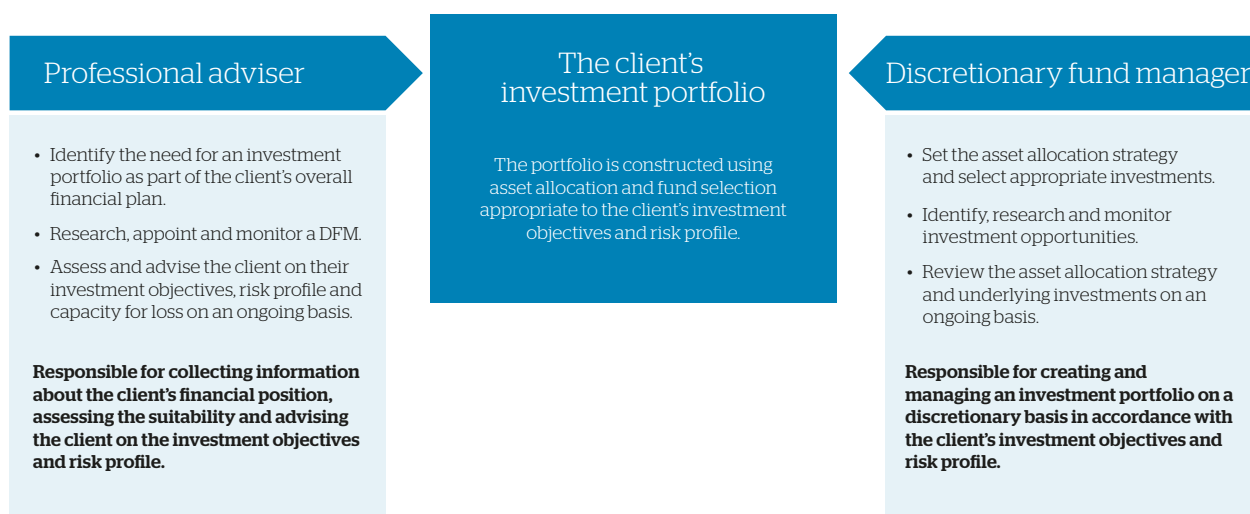 Professional adviser
• Identify the need for an investment
portfolio as part of the client's overall
financial plan.
• Research, appoint and monitor a DFM.
• Assess and advise the client on their
investment objectives, risk profile and
capacity for loss on an ongoing basis.
Responsible for collecting information
about the client's financial position,
assessing the suitability and advising
the client on the investment objectives
and risk profile.
The client's
investment portfolio
The portfolio is constructed using
asset allocation and fund selection
appropriate to the client's investment
objectives and risk profile.
Discretionary fund manager
• Set the asset allocation strategy
and select appropriate investments.
• Identify, research and monitor
investment opportunities.
• Review the asset allocation strategy
and underlying investments on an
ongoing basis.
Responsible for creating and
managing an investment portfolio on a
discretionary basis in accordance with
the client's investment objectives and
risk profile.